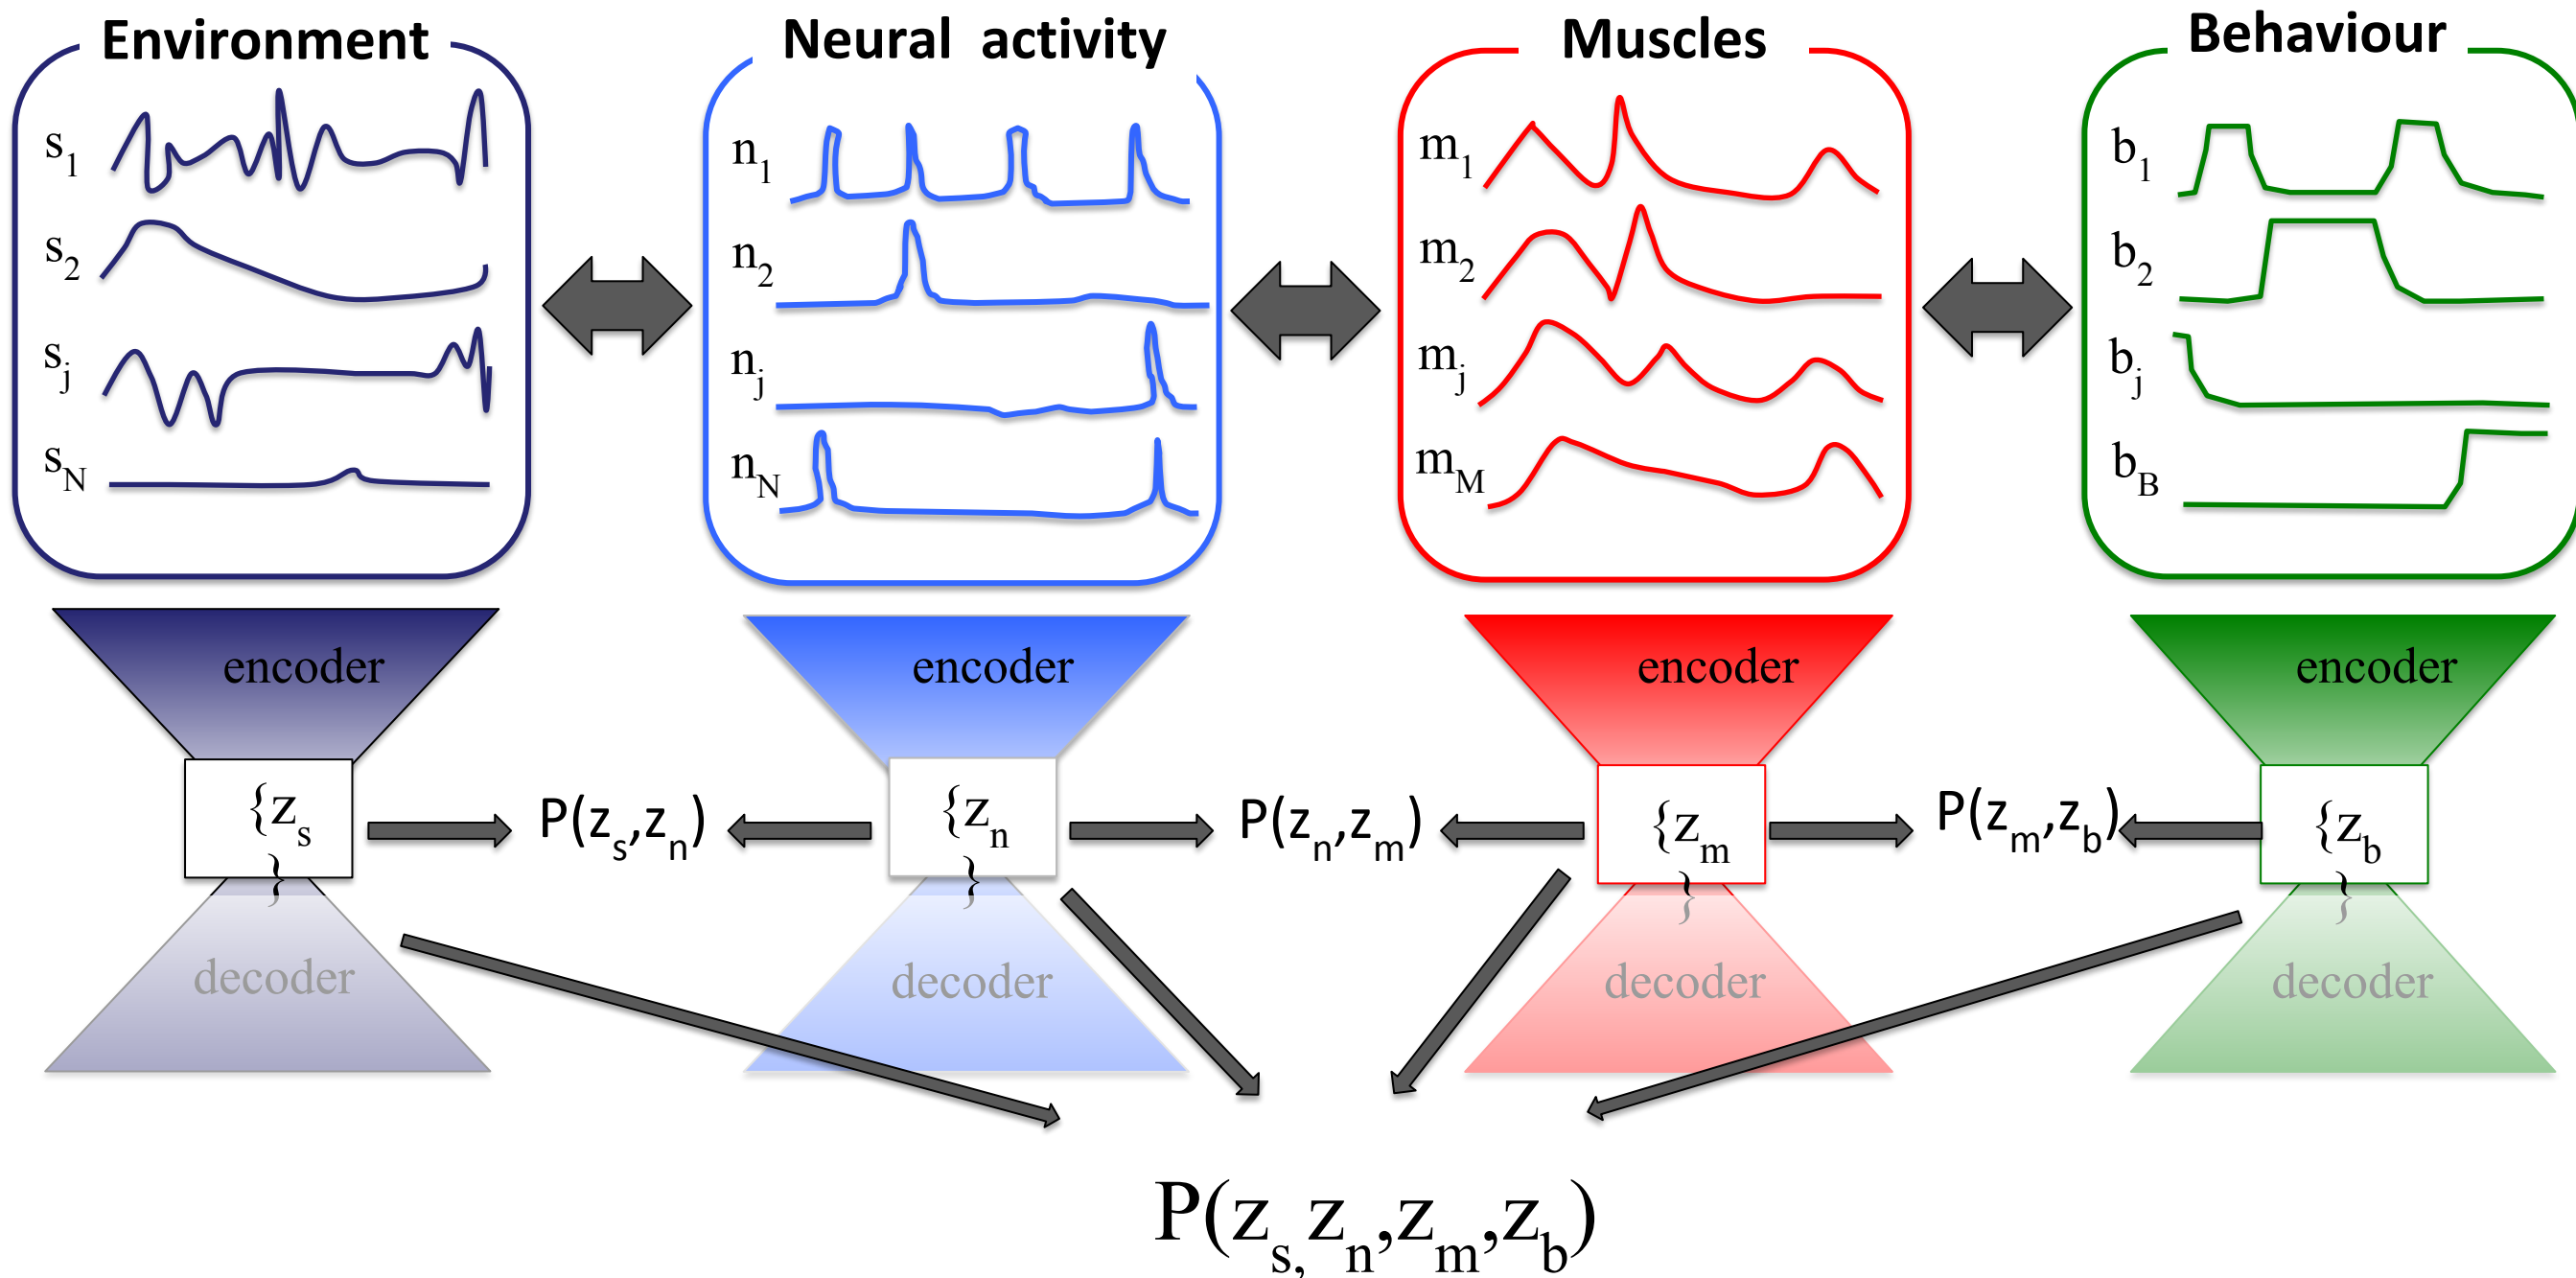 Environment
Neural activity
Muscles
Behaviour
s1
s2
sj
sN
n1
n2
nj
nN
m1
m2
mj
mM
b1
b2
bj
bB
encoder
encoder
encoder
encoder
{zs
}
P(zs,zn)
{zn
}
P(zn,zm)
{zm
}
P(zm,zb)
{zb
}
decoder
decoder
decoder
decoder
P(zs,zn,zm,zb)